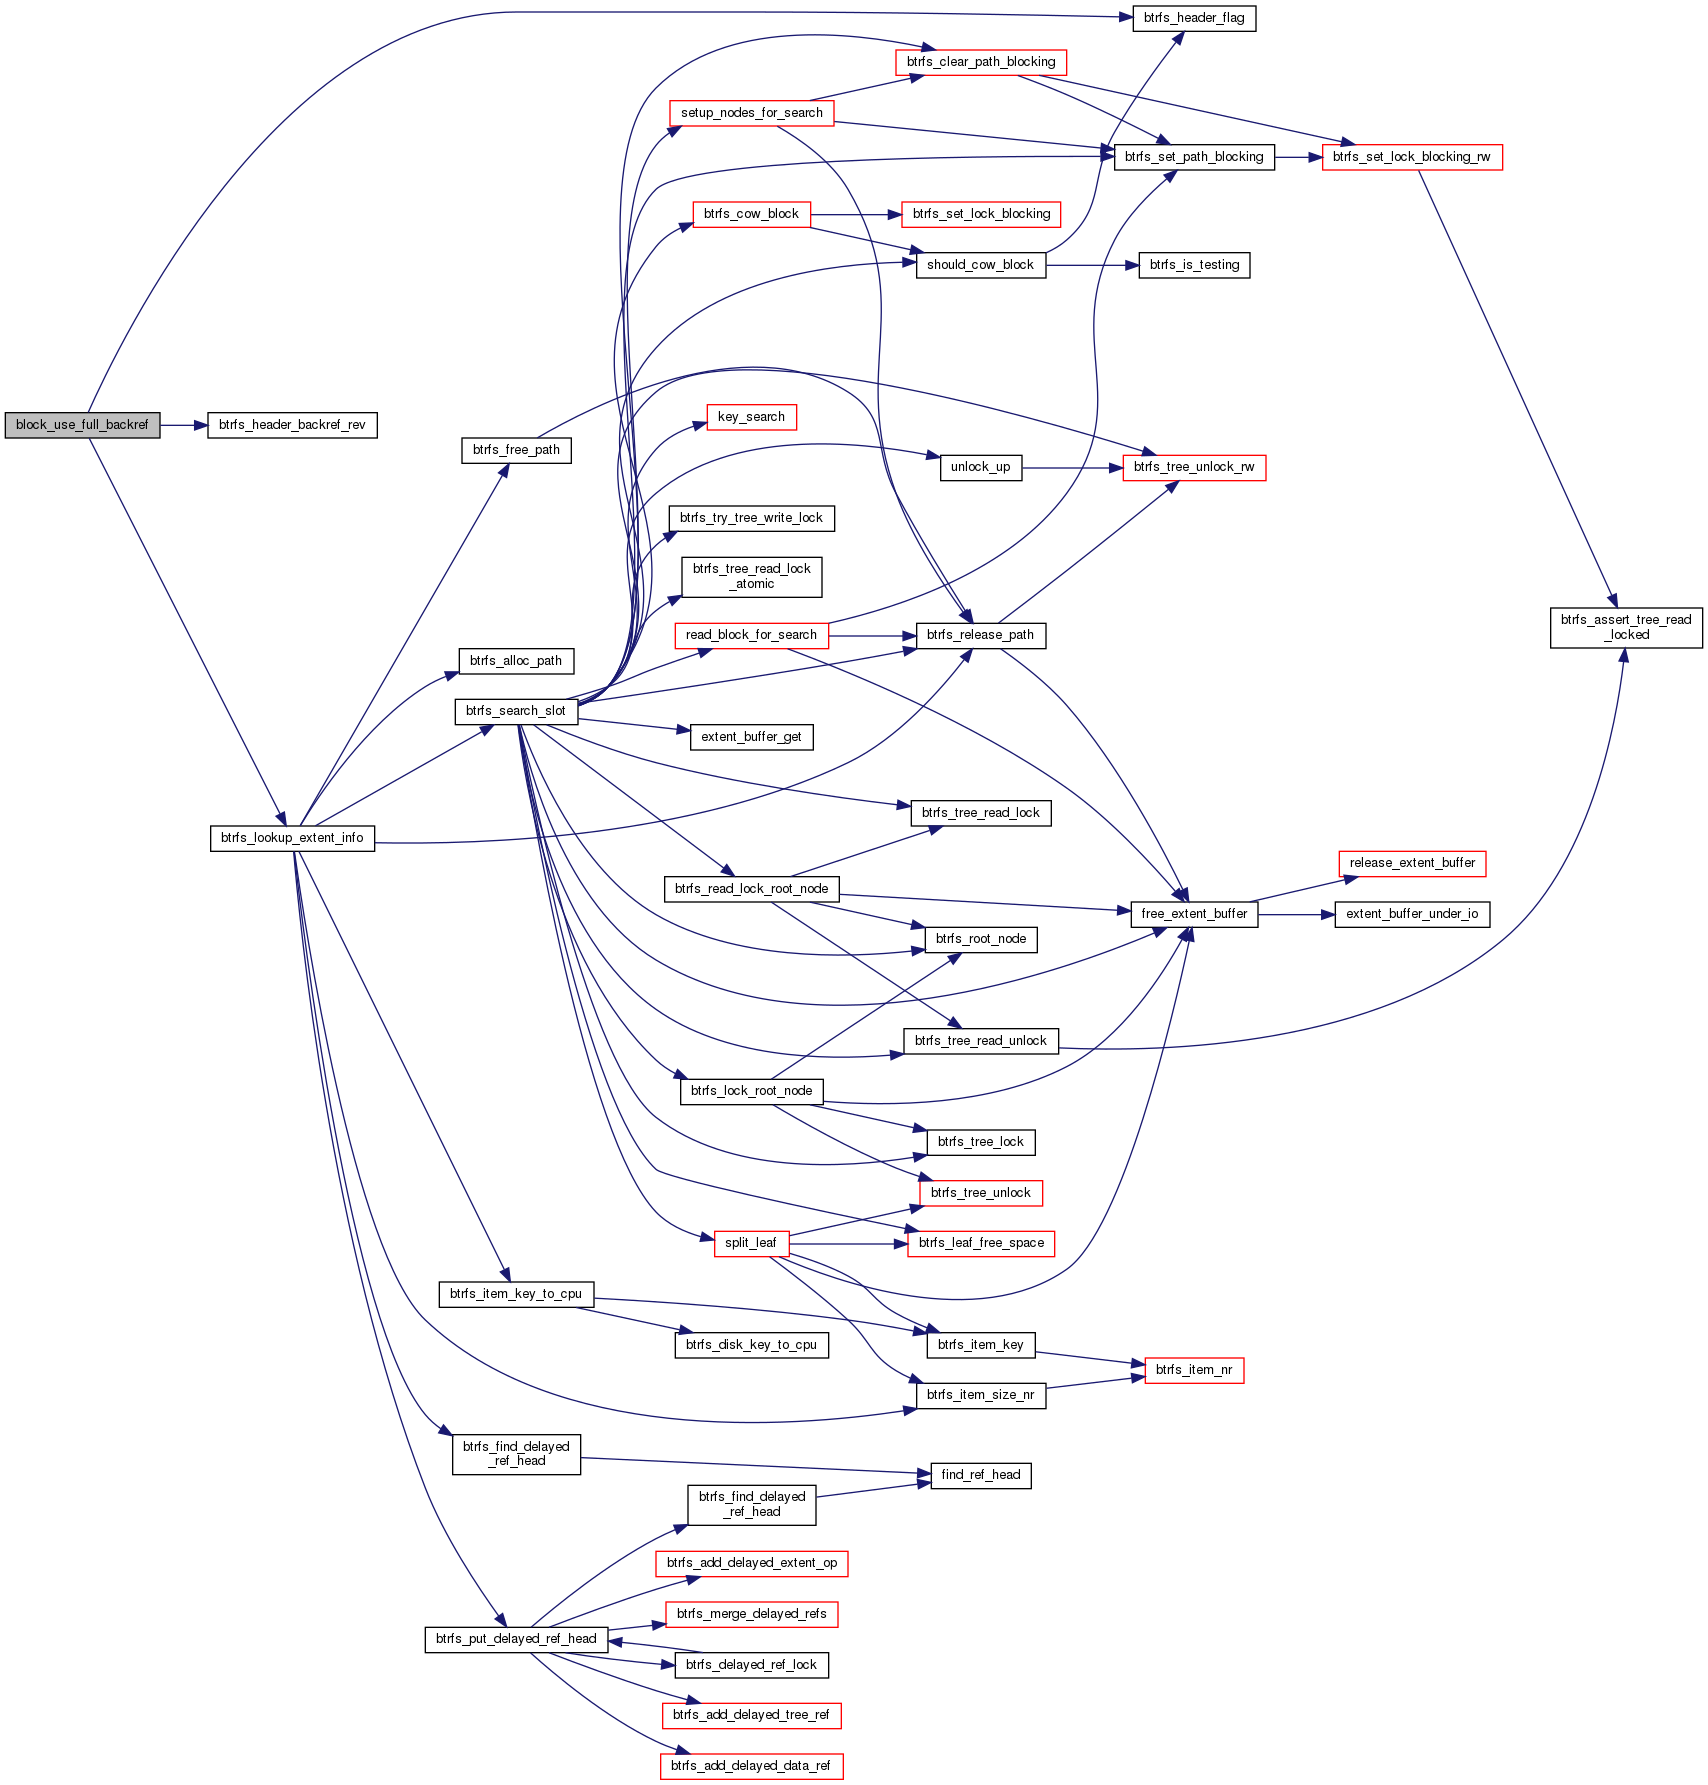 btrfs_header_flag
btrfs_clear_path_blocking
setup_nodes_for_search
btrfs_set_path_blocking
btrfs_set_lock_blocking_rw
btrfs_cow_block
btrfs_set_lock_blocking
should_cow_block
btrfs_is_testing
key_search
block_use_full_backref
btrfs_header_backref_rev
btrfs_free_path
unlock_up
btrfs_tree_unlock_rw
btrfs_try_tree_write_lock
btrfs_tree_read_lock
_atomic
btrfs_assert_tree_read
_locked
read_block_for_search
btrfs_release_path
btrfs_alloc_path
btrfs_search_slot
extent_buffer_get
btrfs_tree_read_lock
btrfs_lookup_extent_info
release_extent_buffer
btrfs_read_lock_root_node
free_extent_buffer
extent_buffer_under_io
btrfs_root_node
btrfs_tree_read_unlock
btrfs_lock_root_node
btrfs_tree_lock
btrfs_tree_unlock
split_leaf
btrfs_leaf_free_space
btrfs_item_key_to_cpu
btrfs_disk_key_to_cpu
btrfs_item_key
btrfs_item_nr
btrfs_item_size_nr
btrfs_find_delayed
_ref_head
find_ref_head
btrfs_find_delayed
_ref_head
btrfs_add_delayed_extent_op
btrfs_merge_delayed_refs
btrfs_put_delayed_ref_head
btrfs_delayed_ref_lock
btrfs_add_delayed_tree_ref
btrfs_add_delayed_data_ref